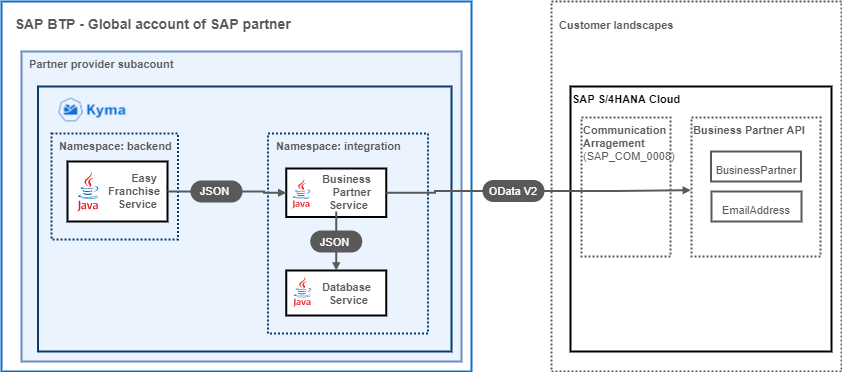 SAP BTP - Global account of SAP partner
Partner provider subacount
Kyma
Namespace: backend
Easy
Franchise
Service
Java
JSON
Namespace: integration
Business
Partner
Service
Java
JSON
Database
Service
Java
OData V2
Customer landscapes
SAP S/4HANA Cloud
Communication
Arragement
(SAP_COM_0008)
Business Partner API
BusinessPartner
EmailAddress